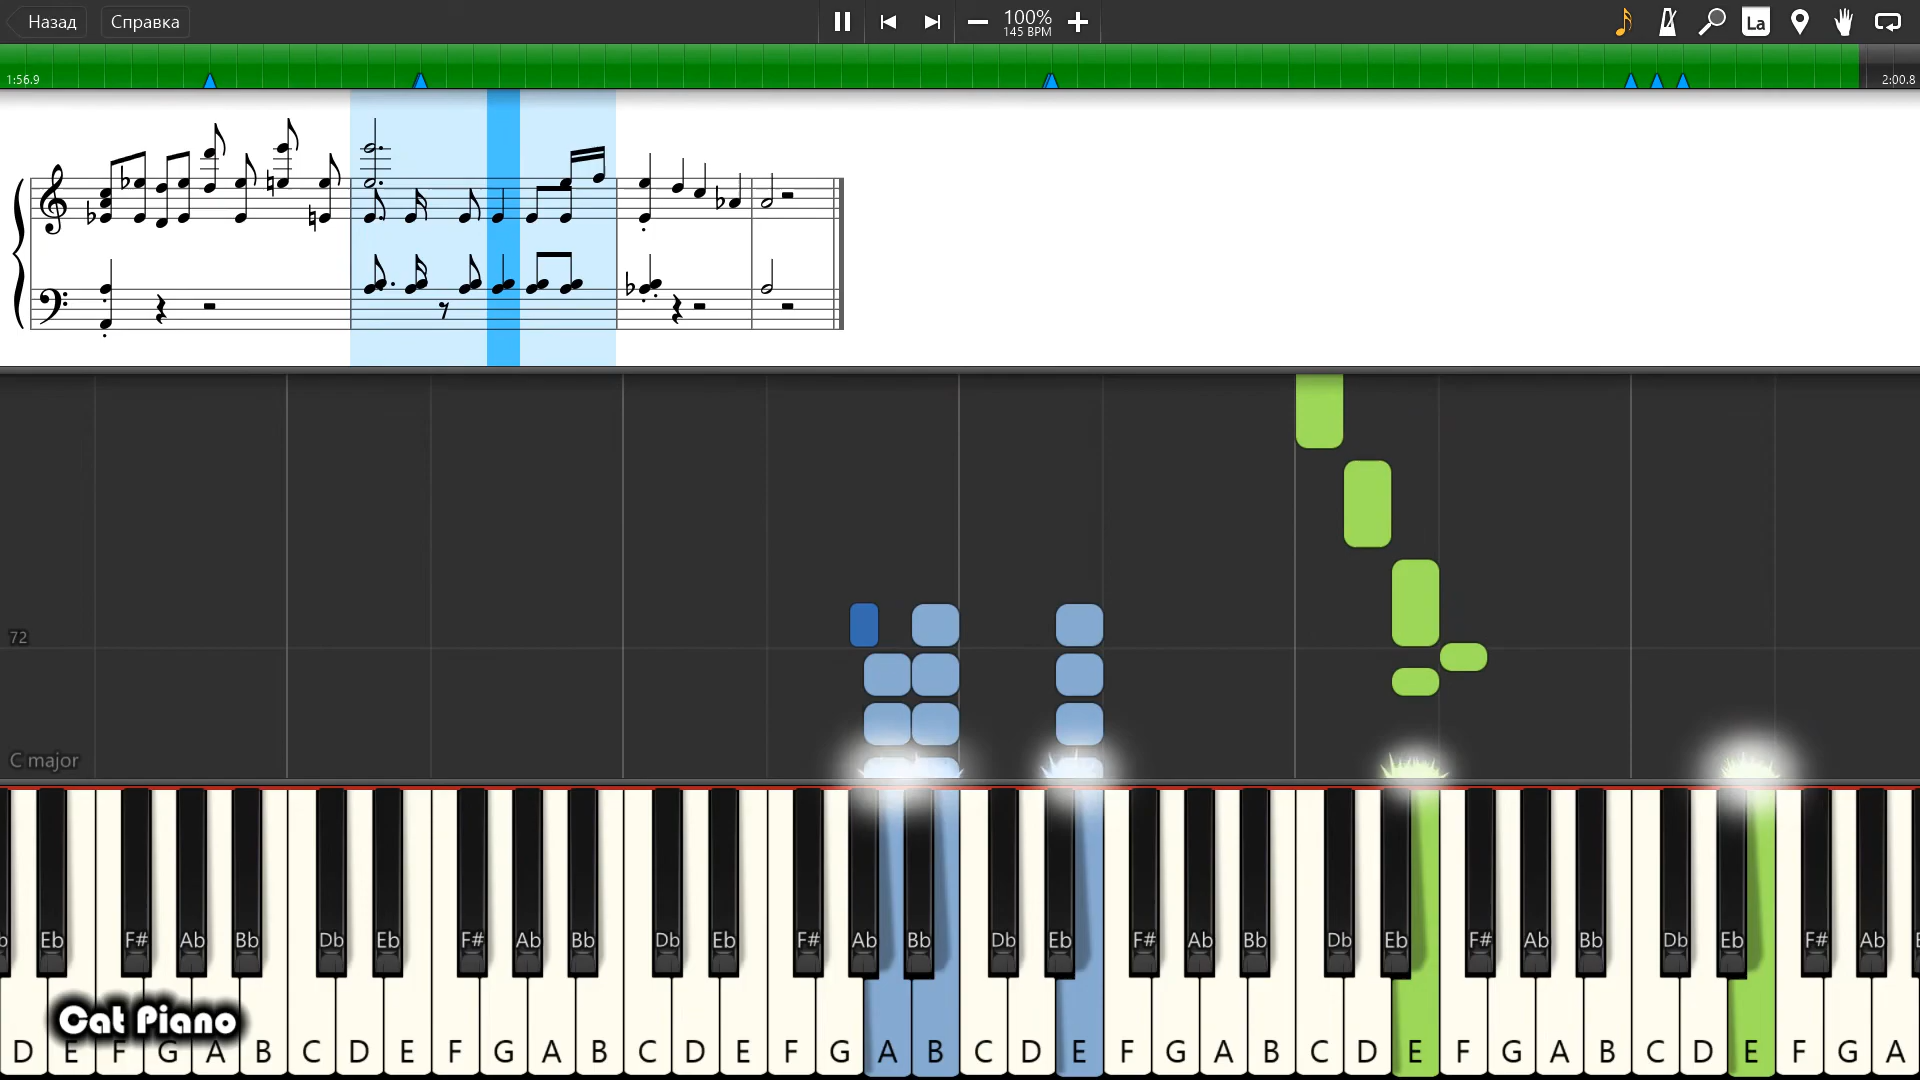 Назад Справка 100% La
145 BPM
1:56.9 2:00.8
72
C major
Eb F# Ab Bb Db Eb F# Ab Bb Db Eb F# Ab Bb Db Eb F# Ab Bb Db Eb F# Ab Bb Db Eb F# Ab
Cat Piano
D E F G A B C D E F G A B C D E F G A B C D E F G A B C D E F G A B C D E F G A